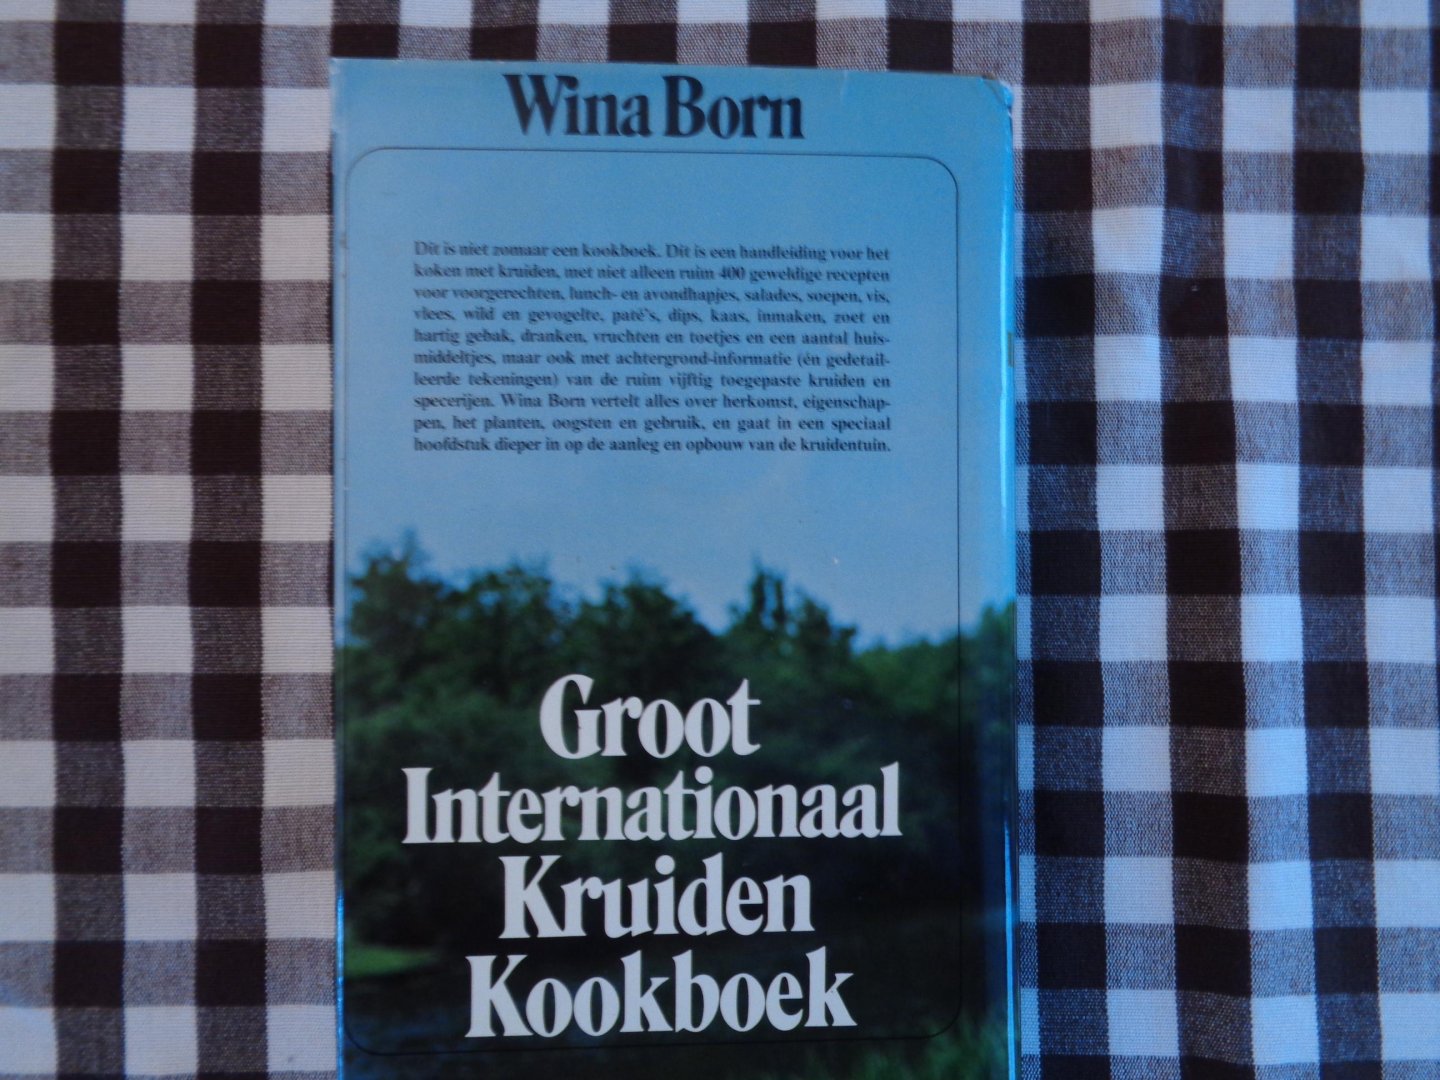 Wina Born
Dit is niet zomaar een kookboek. Dit is een handleiding voor het
koken met kruiden, met niet alleen ruim 400 geweldige recepten
voor voorgerechten, lunch- en avondhapjes, salades, soepen, vis,
vlees, wild en gevogelte, paté's, dips, kaas, inmaken, zoet en
hartig gebak, dranken, vruchten en toetjes en een aantal huis-
middeltjes, maar ook met achtergrond-informatie (én gedetail-
leerde tekeningen) van de ruim vijftig toegepaste kruiden en
specerijen. Wina Born vertelt alles over herkomst, eigenschap-
pen, het planten, oogsten en gebruik, en gaat in een speciaal
hoofdstuk dieper in op de aanleg en opbouw van de kruidentuin.
Groot
Internationaal
Kruiden
Kookboek